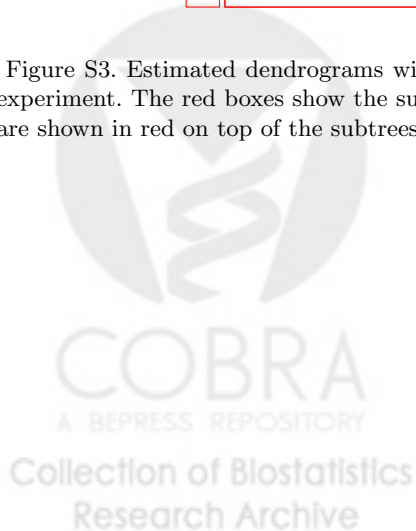 Figure S3. Estimated dendrograms wi
experiment. The red boxes show the su
are shown in red on top of the subtrees
COBRA
A BEPRESS REPOSITORY
Collection of Biostatistics
Research Archive